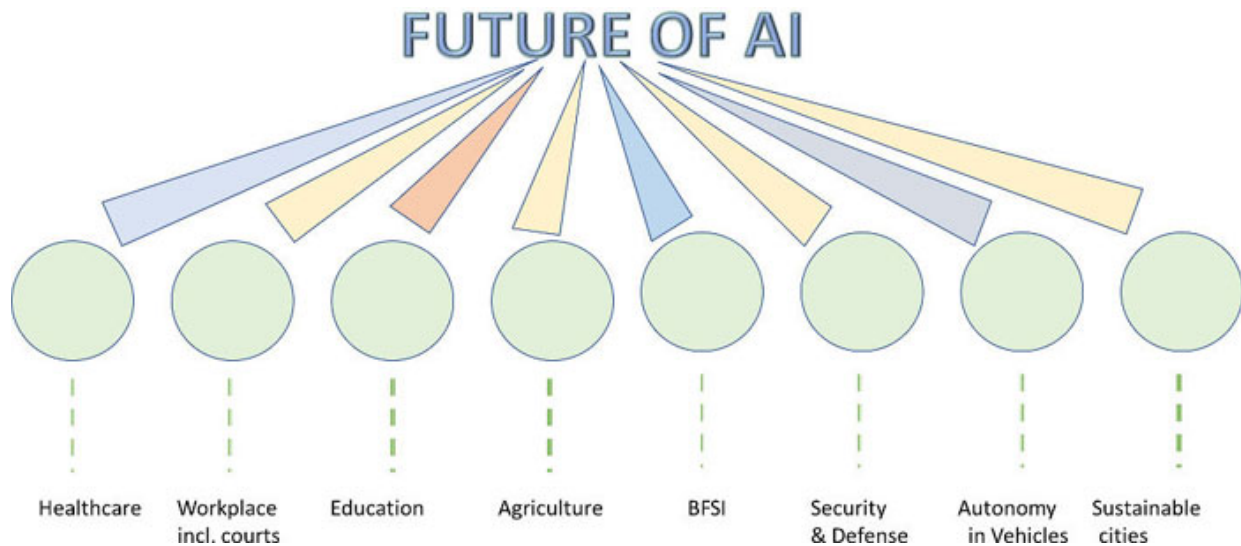 FUTURE OF AI
Healthcare
Workplace
incl. courts
Education
Agriculture
BFSI
Security
& Defense
Autonomy
in Vehicles
Sustainable
cities